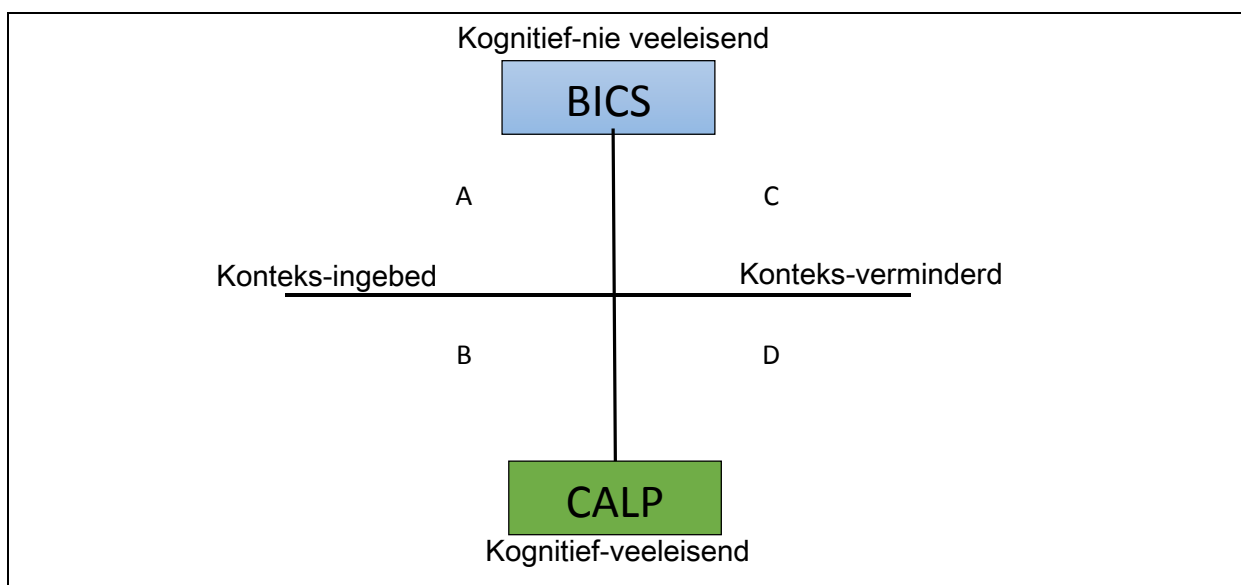 Kognitief-nie veeleisend
BICS
A C
Konteks-ingebed Konteks-verminderd
B D
CALP
Kognitief-veeleisend